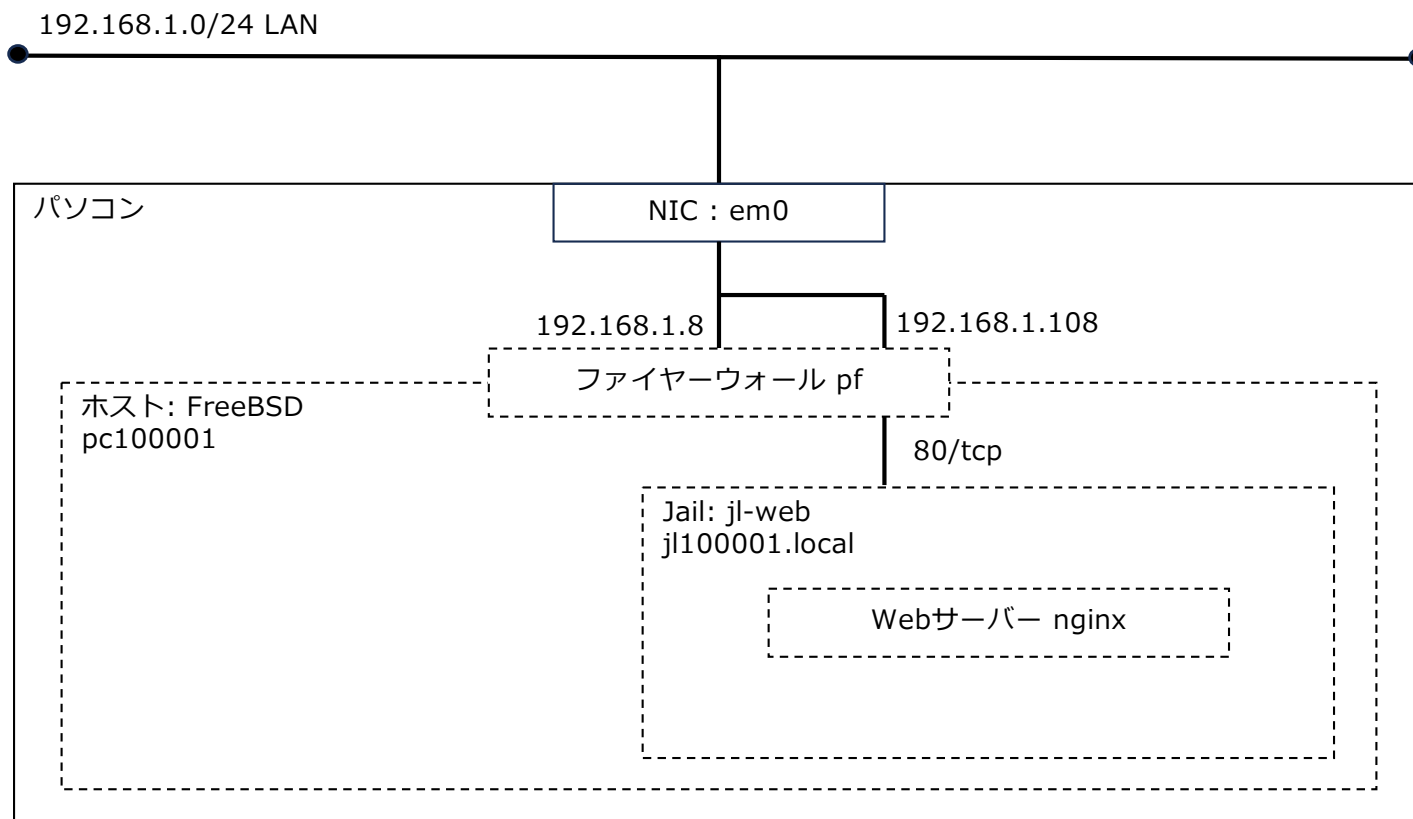 192.168.1.0/24 LAN
パソコン
NIC : em0
192.168.1.8
192.168.1.108
ファイヤーウォール pf
ホスト: FreeBSD
pc100001
80/tcp
Jail: jl-web
jl100001.local
Webサーバー nginx